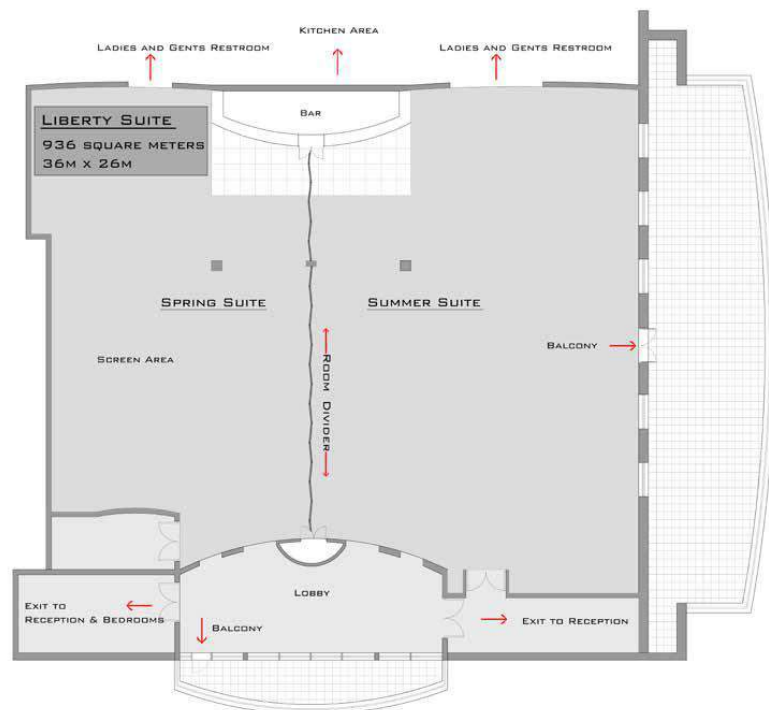 Kitchen Area
Ladies and Gents Restroom
Ladies and Gents Restroom
Bar
Liberty Suite
936 square meters
36m x 26m
Spring Suite
Summer Suite
Balcony
Screen Area
Room Divider
Lobby
Exit to
Reception & Bedrooms
Balcony
Exit to Reception